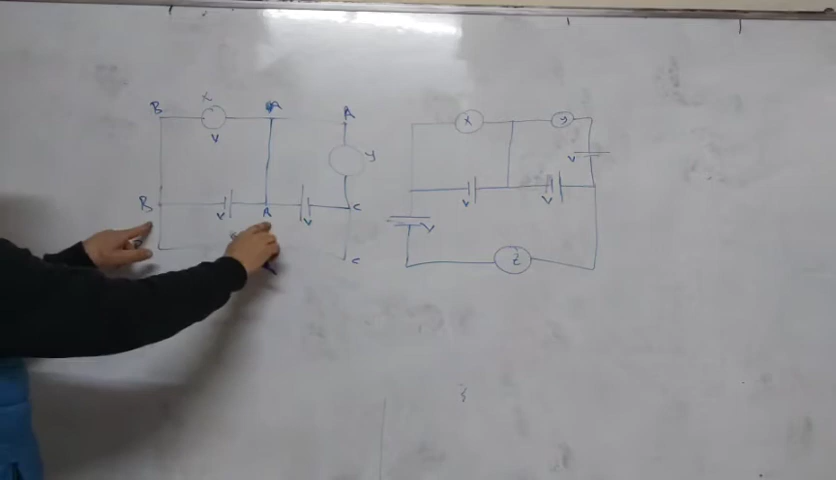 B x A A
V y
B V A V C
C
x y
V
V V
V
z